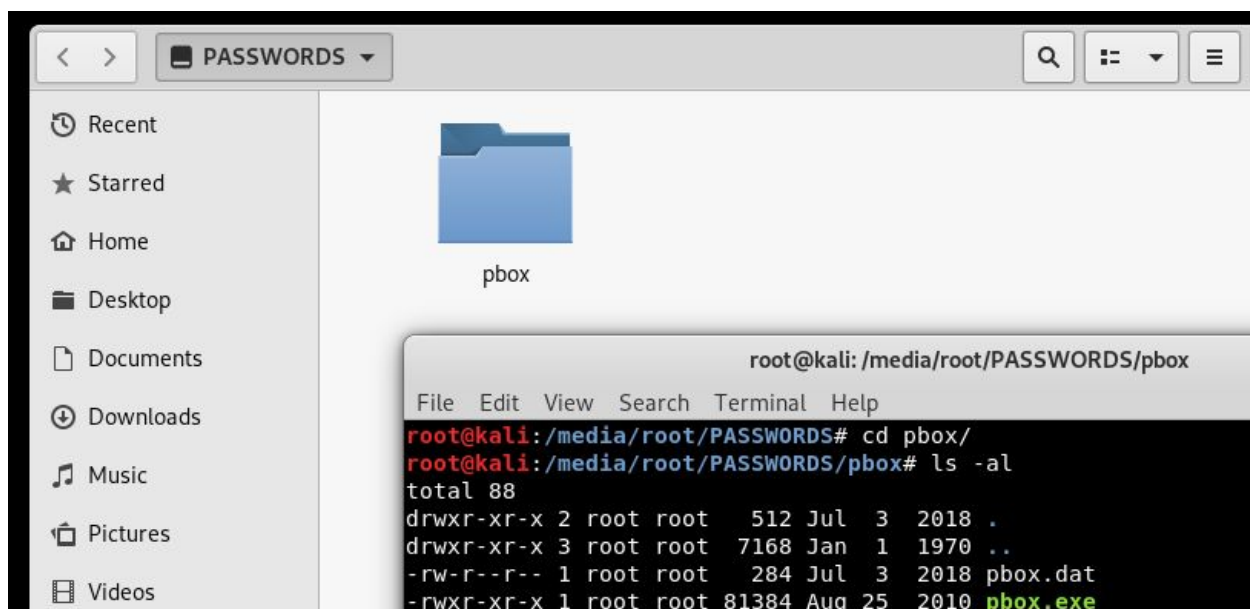 PASSWORDS
Recent
Starred
Home
Desktop
Documents
Downloads
Music
Pictures
Videos
pbox
root@kali: /media/root/PASSWORDS/pbox
File Edit View Search Terminal Help
root@kali:/media/root/PASSWORDS# cd pbox/
root@kali:/media/root/PASSWORDS/pbox# ls -al
total 88
drwxr-xr-x 2 root root   512 Jul  3  2018 .
drwxr-xr-x 3 root root  7168 Jan  1  1970 ..
-rw-r--r-- 1 root root   284 Jul  3  2018 pbox.dat
-rwxr-xr-x 1 root root 81384 Aug 25  2010 pbox.exe